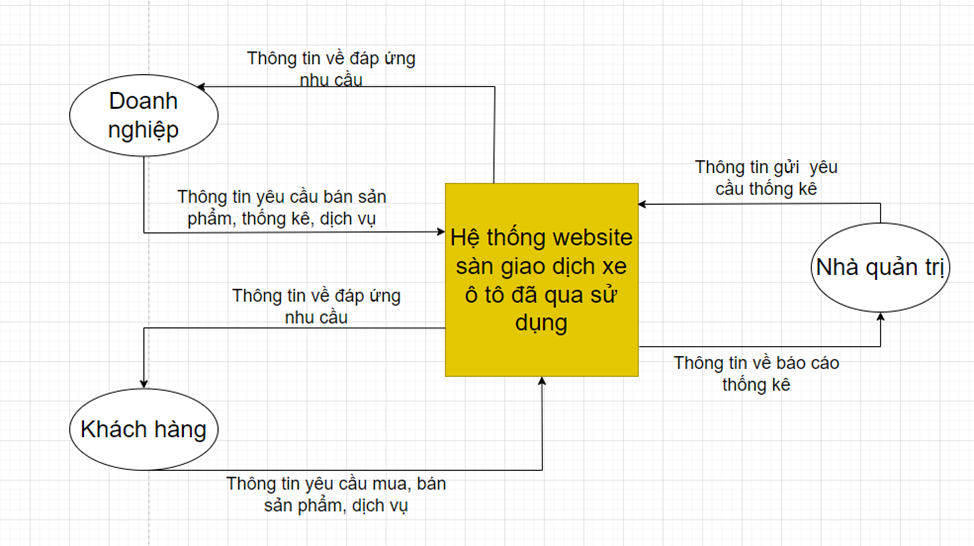 Thông tin về đáp ứng
nhu cầu
Doanh
nghiệp
Thông tin yêu cầu bán sản
phẩm, thống kê, dịch vụ
Thông tin gửi yêu
cầu thống kê
Hệ thống website
sàn giao dịch xe
ô tô đã qua sử
dụng
Nhà quản trị
Thông tin về đáp ứng
nhu cầu
Thông tin về báo cáo
thống kê
Khách hàng
Thông tin yêu cầu mua, bán
sản phẩm, dịch vụ